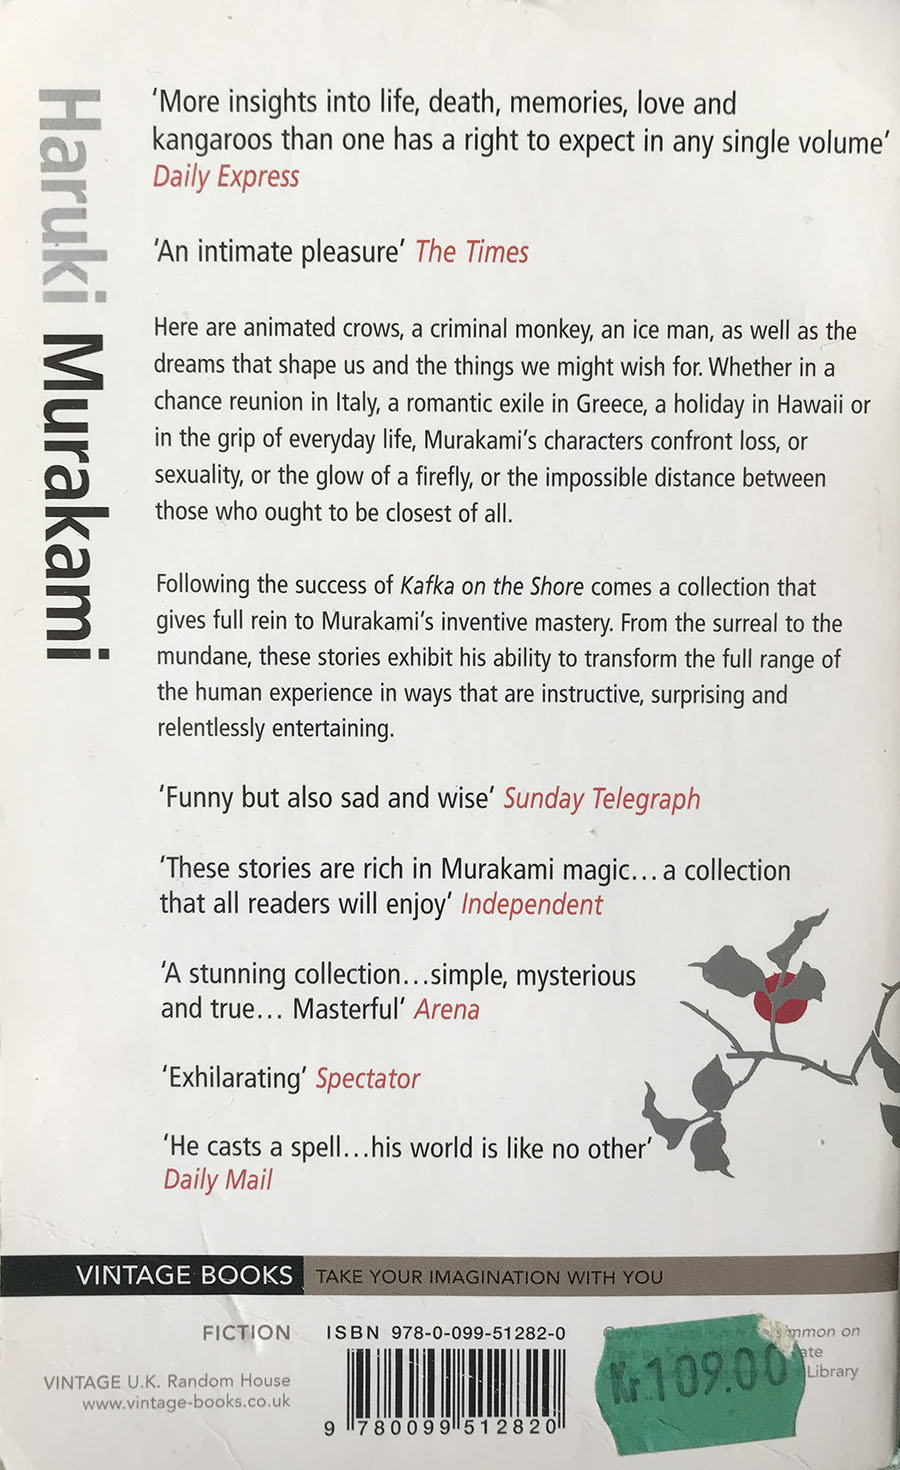 Haruki Murakami
‘More insights into life, death, memories, love and
kangaroos than one has a right to expect in any single volume’
Daily Express
‘An intimate pleasure’ The Times
Here are animated crows, a criminal monkey, an ice man, as well as the
dreams that shape us and the things we might wish for. Whether in a
chance reunion in Italy, a romantic exile in Greece, a holiday in Hawaii or
in the grip of everyday life, Murakami’s characters confront loss, or
sexuality, or the glow of a firefly, or the impossible distance between
those who ought to be closest of all.
Following the success of Kafka on the Shore comes a collection that
gives full rein to Murakami’s inventive mastery. From the surreal to the
mundane, these stories exhibit his ability to transform the full range of
the human experience in ways that are instructive, surprising and
relentlessly entertaining.
‘Funny but also sad and wise’ Sunday Telegraph
‘These stories are rich in Murakami magic... a collection
that all readers will enjoy’ Independent
‘A stunning collection...simple, mysterious
and true... Masterful’ Arena
‘Exhilarating’ Spectator
‘He casts a spell...his world is like no other’
Daily Mail
VINTAGE BOOKS TAKE YOUR IMAGINATION WITH YOU
FICTION
VINTAGE U.K. Random House
www.vintage-books.co.uk
ISBN 978-0-099-51282-0
9 780099 512820
on
Library
Kr 109.00